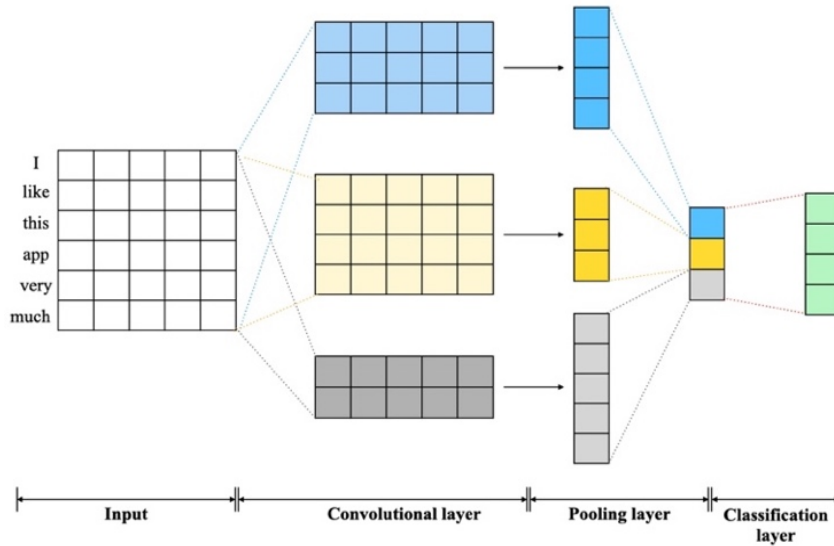 I
like
this
app
very
much
Input
Convolutional layer
Pooling layer
Classification
layer